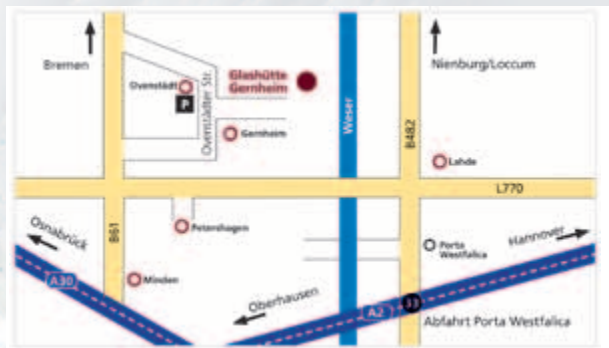 Bremen
Nienburg/Loccum
Glashütte
Gernheim
Ovenstädt
P
Ovenstädter Str.
Gernheim
Weser
B482
Lahde
L770
B61
Petershagen
Osnabrück
Porta
Westfalica
Hannover
A30
Minden
Oberhausen
A2
33
Abfahrt Porta Westfalica